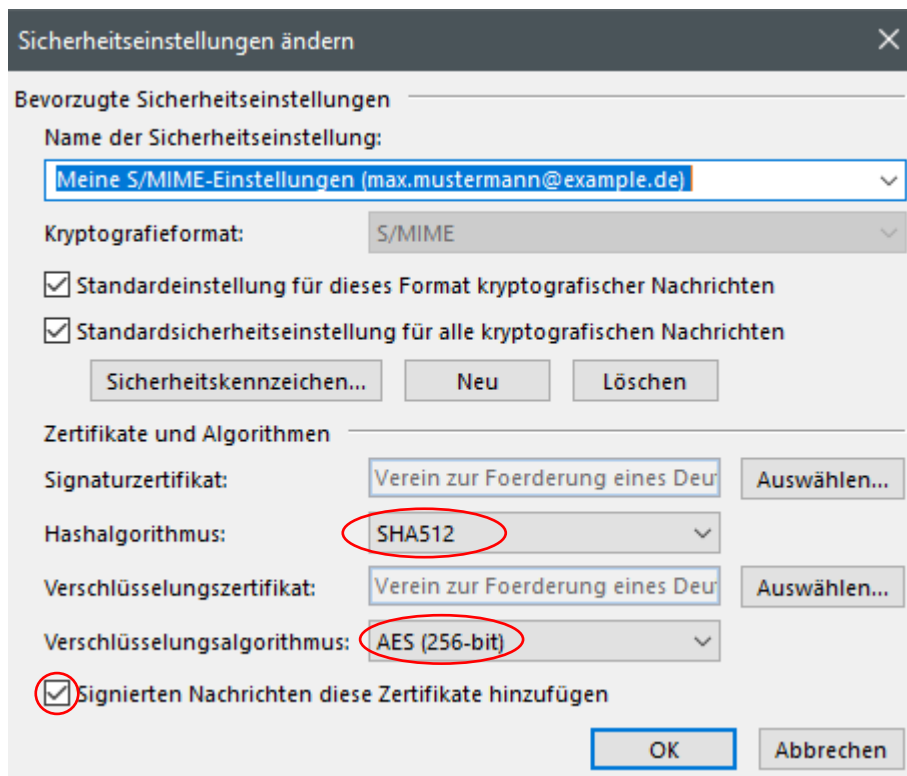 Sicherheitseinstellungen ändern
Bevorzugte Sicherheitseinstellungen
Name der Sicherheitseinstellung:
Meine S/MIME-Einstellungen (max.mustermann@example.de)
Kryptografieformat: S/MIME
Standardeinstellung für dieses Format kryptografischer Nachrichten
Standardsicherheitseinstellung für alle kryptografischen Nachrichten
Sicherheitskennzeichen... Neu Löschen
Zertifikate und Algorithmen
Signaturzertifikat: Verein zur Foerderung eines Deu Auswählen...
Hashalgorithmus: SHA512
Verschlüsselungszertifikat: Verein zur Foerderung eines Deu Auswählen...
Verschlüsselungsalgorithmus: AES (256-bit)
Signierten Nachrichten diese Zertifikate hinzufügen
OK Abbrechen